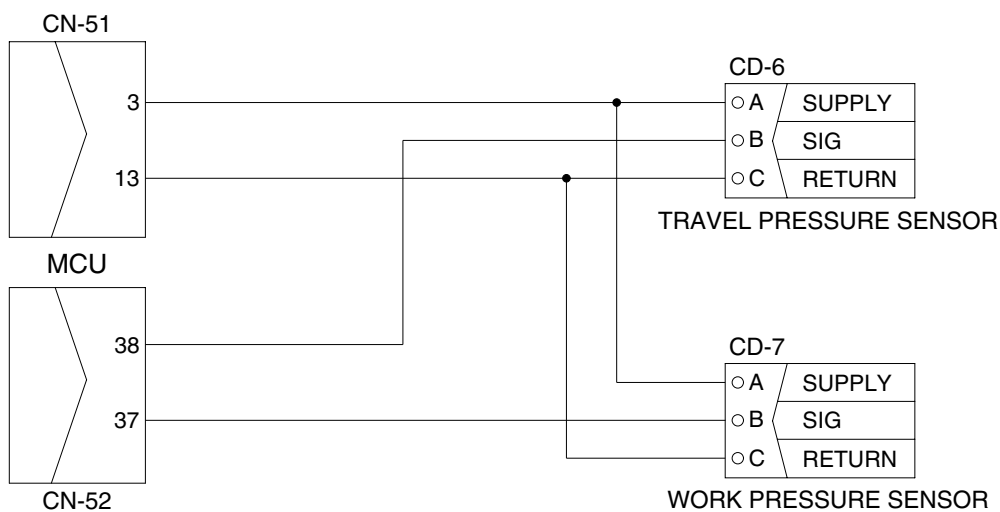 CN-51
3
13
MCU
38
37
CN-52
CD-6
A SUPPLY
B SIG
C RETURN
TRAVEL PRESSURE SENSOR
CD-7
A SUPPLY
B SIG
C RETURN
WORK PRESSURE SENSOR